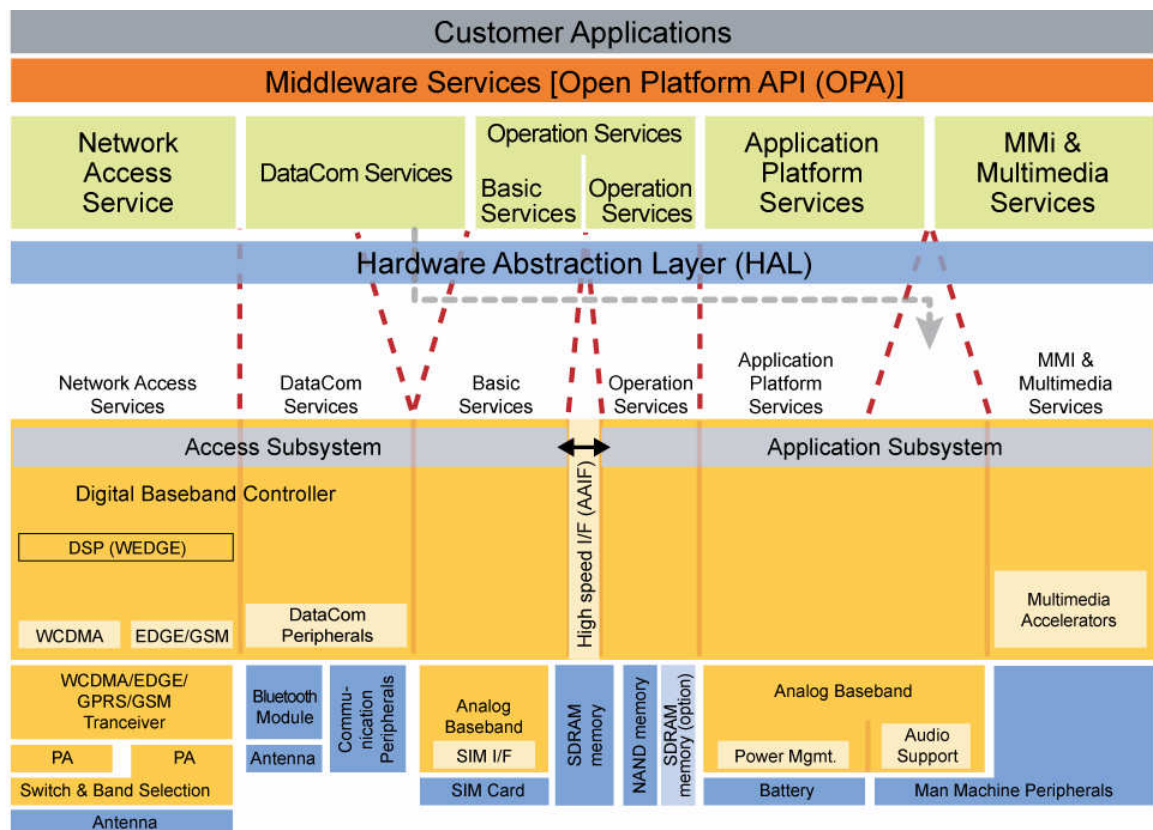 Customer Applications
Middleware Services [Open Platform API (OPA)]
Network
Access
Service
DataCom Services
Operation Services
Basic
Services
Operation
Services
Application
Platform
Services
MMi &
Multimedia
Services
Hardware Abstraction Layer (HAL)
Network Access
Services
DataCom
Services
Basic
Services
Operation
Services
Application
Platform
Services
MMI &
Multimedia
Services
Access Subsystem
Application Subsystem
High speed I/F (AAIF)
Digital Baseband Controller
DSP (WEDGE)
WCDMA
EDGE/GSM
DataCom
Peripherals
Multimedia
Accelerators
WCDMA/EDGE/
GPRS/GSM
Tranceiver
PA
PA
Switch & Band Selection
Antenna
Bluetooth
Module
Antenna
Commu-
nication
Peripherals
Analog
Baseband
SIM I/F
SIM Card
SDRAM
memory
NAND memory
SDRAM
memory (option)
Analog Baseband
Power Mgmt.
Audio
Support
Battery
Man Machine Peripherals